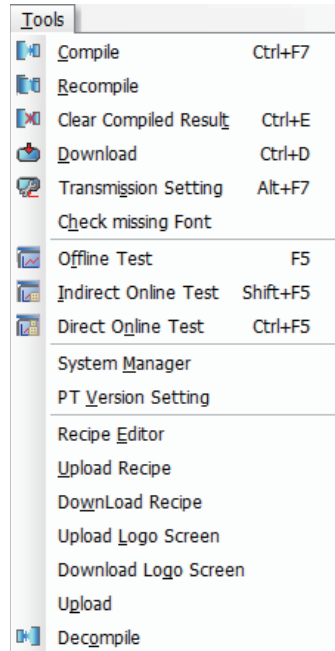 Tools
Compile Ctrl+F7
Recompile
Clear Compiled Result Ctrl+E
Download Ctrl+D
Transmission Setting Alt+F7
Check missing Font
Offline Test F5
Indirect Online Test Shift+F5
Direct Online Test Ctrl+F5
System Manager
PT Version Setting
Recipe Editor
Upload Recipe
DownLoad Recipe
Upload Logo Screen
Download Logo Screen
Upload
Decompile